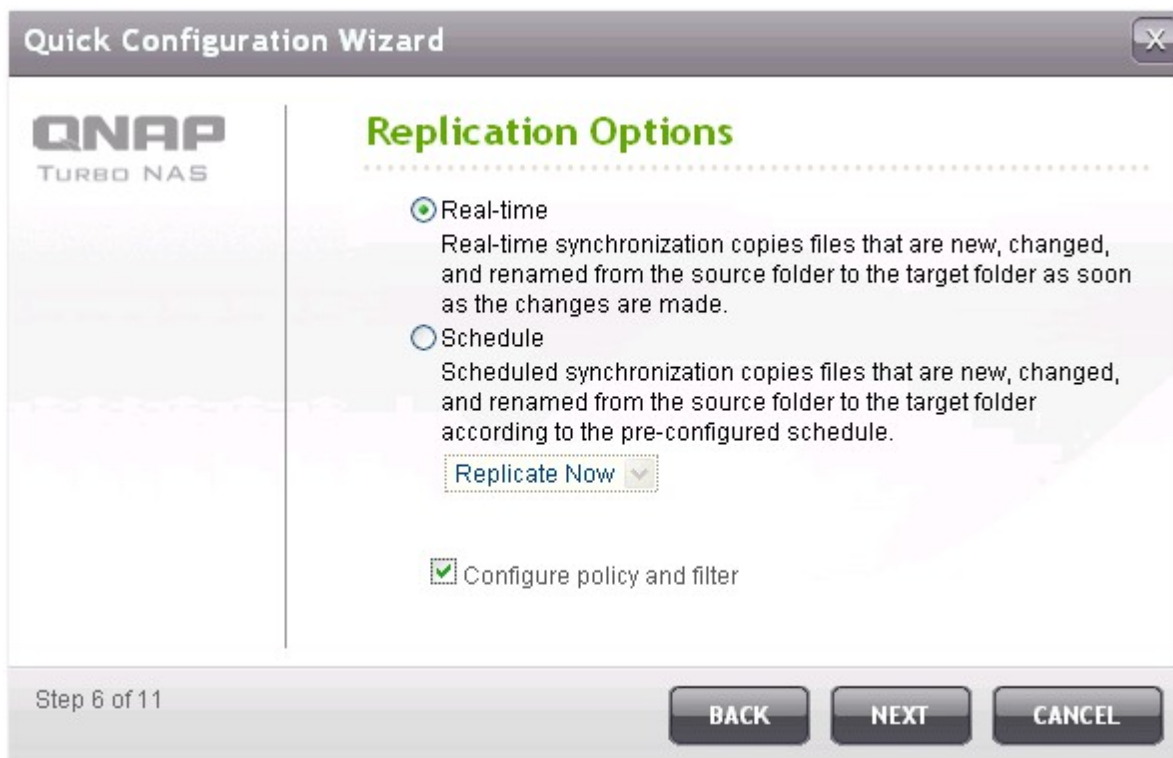 Quick Configuration Wizard
X
QNAP
TURBO NAS
Replication Options
Real-time
Real-time synchronization copies files that are new, changed,
and renamed from the source folder to the target folder as soon
as the changes are made.
Schedule
Scheduled synchronization copies files that are new, changed,
and renamed from the source folder to the target folder
according to the pre-configured schedule.
Replicate Now
Configure policy and filter
Step 6 of 11
BACK
NEXT
CANCEL